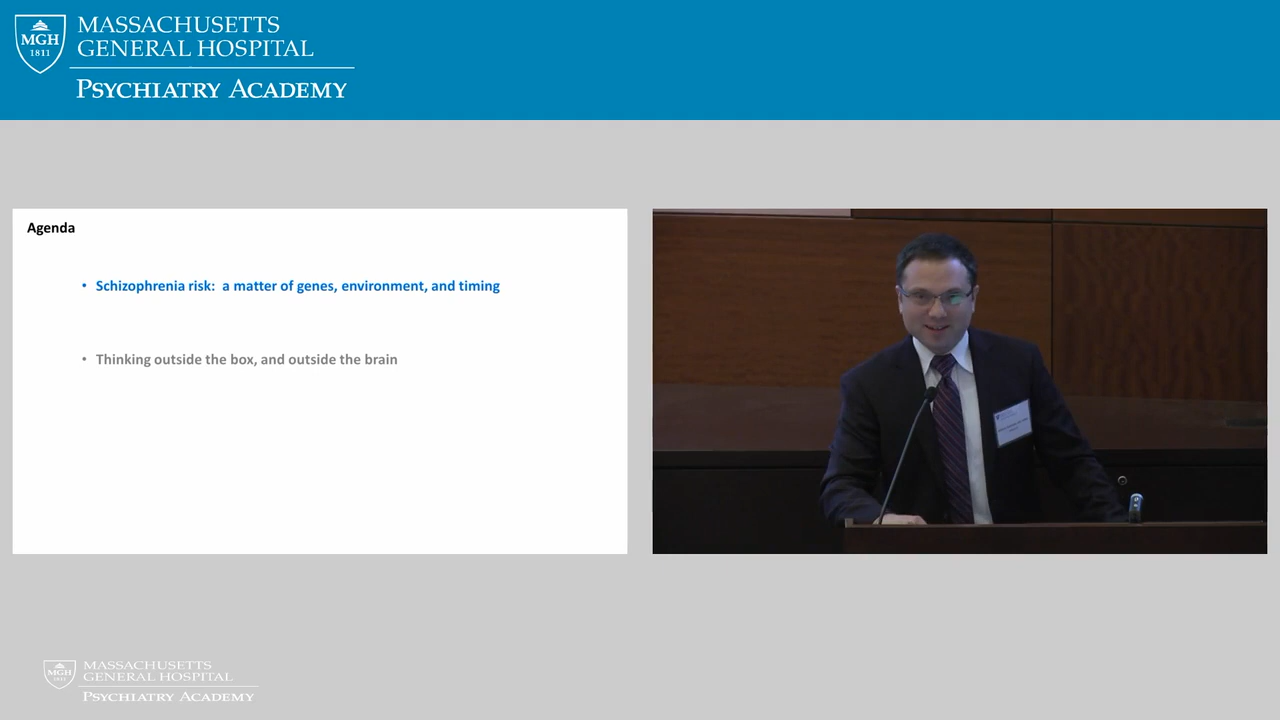 MASSACHUSETTS
GENERAL HOSPITAL
PSYCHIATRY ACADEMY
MGH
1811
Agenda
• Schizophrenia risk: a matter of genes, environment, and timing
• Thinking outside the box, and outside the brain
MGH
1811
MASSACHUSETTS
GENERAL HOSPITAL
PSYCHIATRY ACADEMY